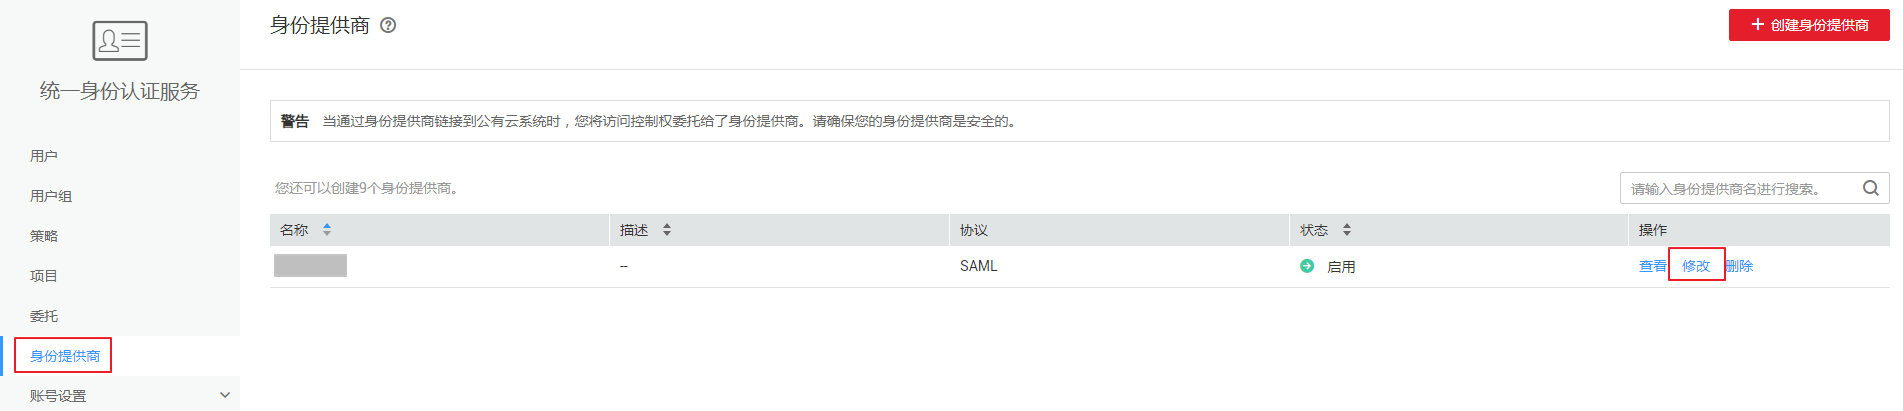 统一身份认证服务
用户
用户组
策略
项目
委托
身份提供商
账号设置
身份提供商 ?
+ 创建身份提供商
警告 当通过身份提供商链接到公有云系统时，您将访问控制权委托给了身份提供商。请确保您的身份提供商是安全的。
您还可以创建9个身份提供商。
请输入身份提供商名进行搜索。
名称 描述 协议 状态 操作
-- SAML 启用 查看 修改 删除